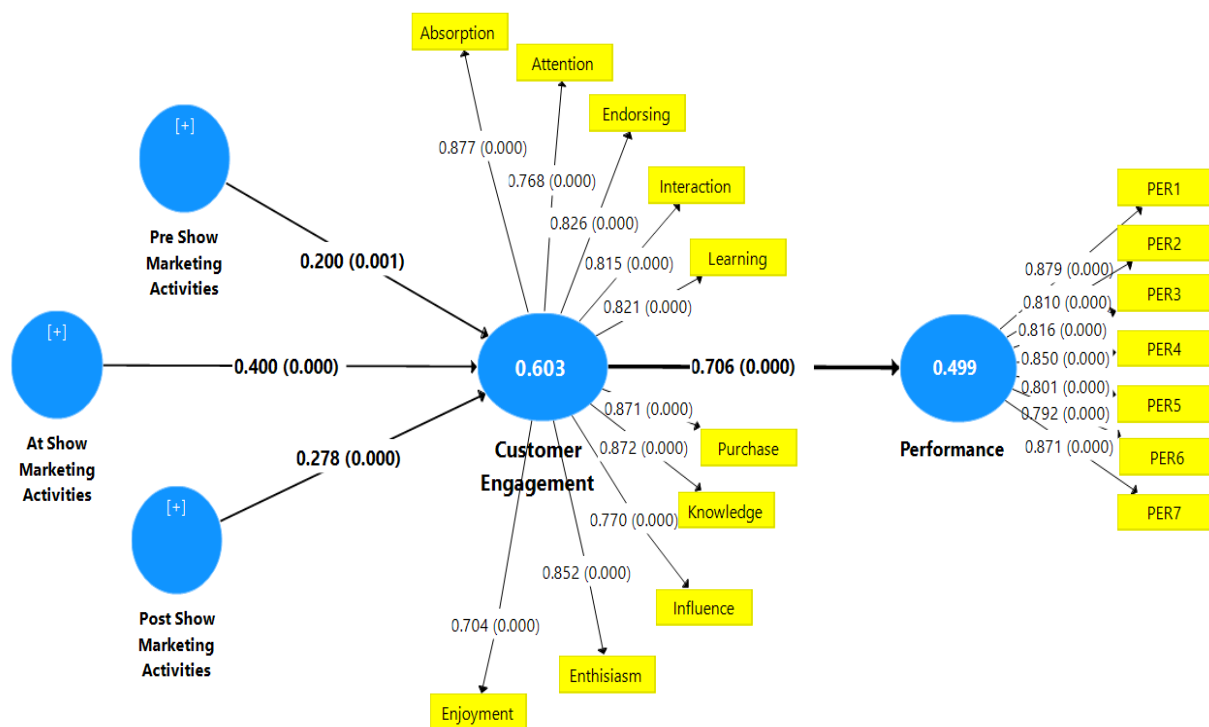 Absorption
Attention
Endorsing
Interaction
Learning
0.877 (0.000)
0.768 (0.000)
0.826 (0.000)
0.815 (0.000)
0.821 (0.000)
[+]
Pre Show
Marketing
Activities
0.200 (0.001)
[+]
At Show
Marketing
Activities
0.400 (0.000)
[+]
Post Show
Marketing
Activities
0.278 (0.000)
0.603
Customer
Engagement
0.706 (0.000)
0.871 (0.000)
0.872 (0.000)
0.770 (0.000)
0.852 (0.000)
0.704 (0.000)
Purchase
Knowledge
Influence
Enthisiasm
Enjoyment
0.499
Performance
0.879 (0.000)
0.810 (0.000)
0.816 (0.000)
0.850 (0.000)
0.801 (0.000)
0.792 (0.000)
0.871 (0.000)
PER1
PER2
PER3
PER4
PER5
PER6
PER7